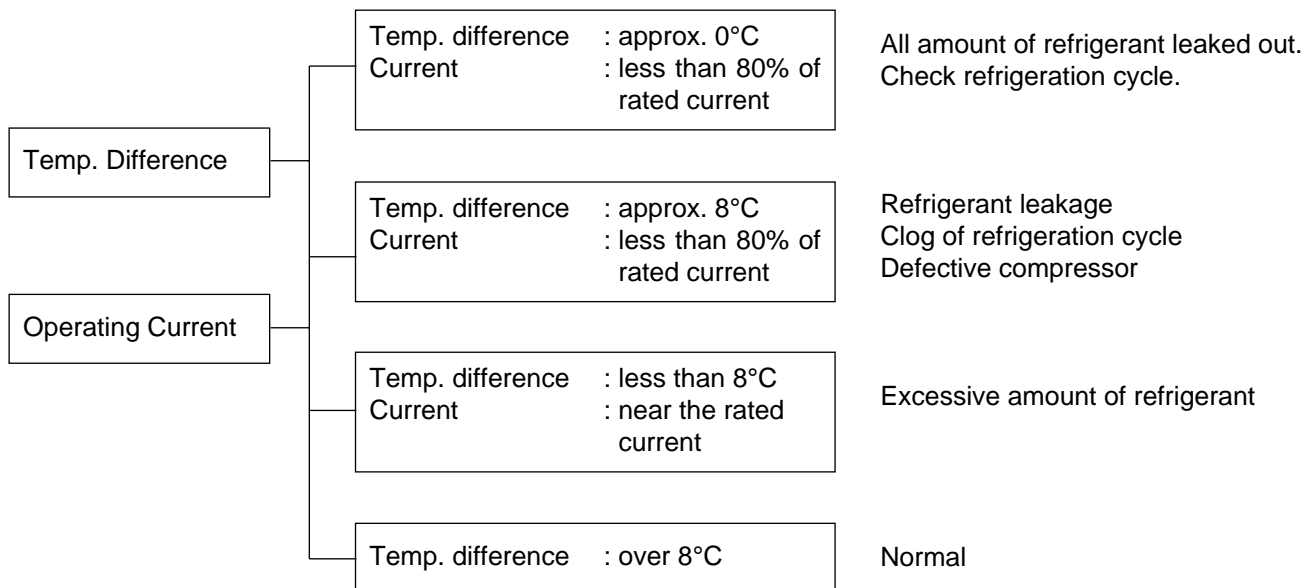 Temp. Difference
Operating Current
Temp. difference : approx. 0°C
Current : less than 80% of
rated current
All amount of refrigerant leaked out.
Check refrigeration cycle.
Temp. difference : approx. 8°C
Current : less than 80% of
rated current
Refrigerant leakage
Clog of refrigeration cycle
Defective compressor
Temp. difference : less than 8°C
Current : near the rated
current
Excessive amount of refrigerant
Temp. difference : over 8°C
Normal